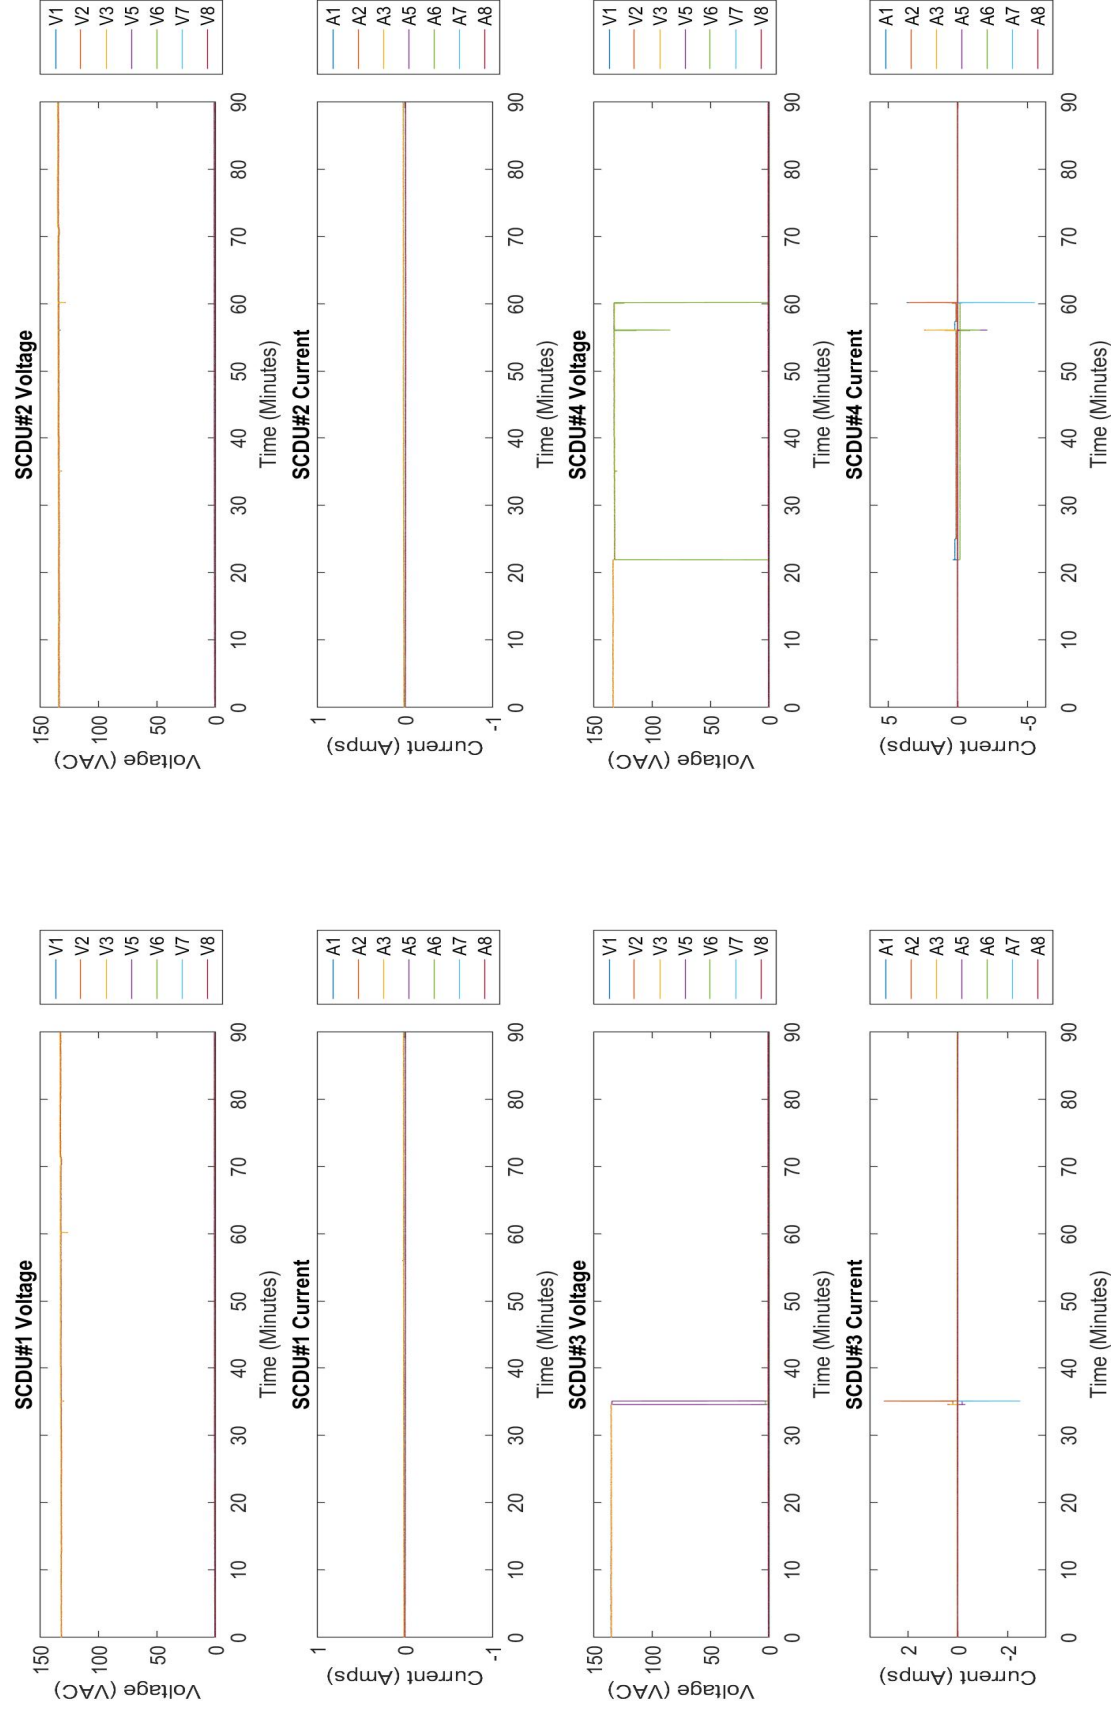 SCDU#1 Voltage
150
100
50
0
Voltage (VAC)
0 10 20 30 40 50 60 70 80 90
Time (Minutes)
V1
V2
V3
V5
V6
V7
V8
SCDU#2 Voltage
150
100
50
0
Voltage (VAC)
0 10 20 30 40 50 60 70 80 90
Time (Minutes)
V1
V2
V3
V5
V6
V7
V8
SCDU#1 Current
1
0
-1
Current (Amps)
0 10 20 30 40 50 60 70 80 90
Time (Minutes)
A1
A2
A3
A5
A6
A7
A8
SCDU#2 Current
1
0
-1
Current (Amps)
0 10 20 30 40 50 60 70 80 90
Time (Minutes)
A1
A2
A3
A5
A6
A7
A8
SCDU#3 Voltage
150
100
50
0
Voltage (VAC)
0 10 20 30 40 50 60 70 80 90
Time (Minutes)
V1
V2
V3
V5
V6
V7
V8
SCDU#4 Voltage
150
100
50
0
Voltage (VAC)
0 10 20 30 40 50 60 70 80 90
Time (Minutes)
V1
V2
V3
V5
V6
V7
V8
SCDU#3 Current
2
0
-2
Current (Amps)
0 10 20 30 40 50 60 70 80 90
Time (Minutes)
A1
A2
A3
A5
A6
A7
A8
SCDU#4 Current
5
0
-5
Current (Amps)
0 10 20 30 40 50 60 70 80 90
Time (Minutes)
A1
A2
A3
A5
A6
A7
A8